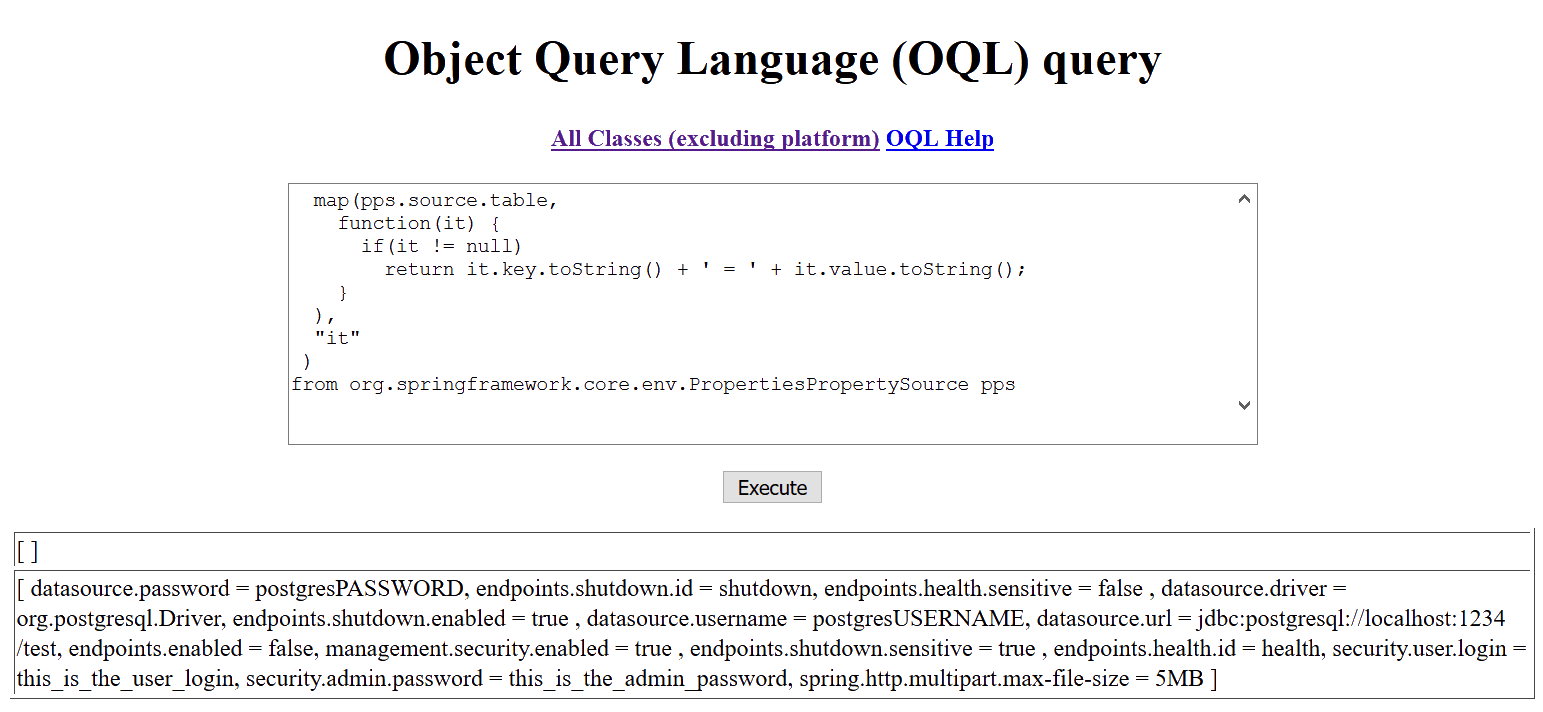 Object Query Language (OQL) query
All Classes (excluding platform) OQL Help
map(pps.source.table,
function(it) {
if(it != null)
return it.key.toString() + ' = ' + it.value.toString();
}
),
"it"
)
from org.springframework.core.env.PropertiesPropertySource pps
Execute
[ ]
[ datasource.password = postgresPASSWORD, endpoints.shutdown.id = shutdown, endpoints.health.sensitive = false , datasource.driver =
org.postgresql.Driver, endpoints.shutdown.enabled = true , datasource.username = postgresUSERNAME, datasource.url = jdbc:postgresql://localhost:1234
/test, endpoints.enabled = false, management.security.enabled = true , endpoints.shutdown.sensitive = true , endpoints.health.id = health, security.user.login =
this_is_the_user_login, security.admin.password = this_is_the_admin_password, spring.http.multipart.max-file-size = 5MB ]